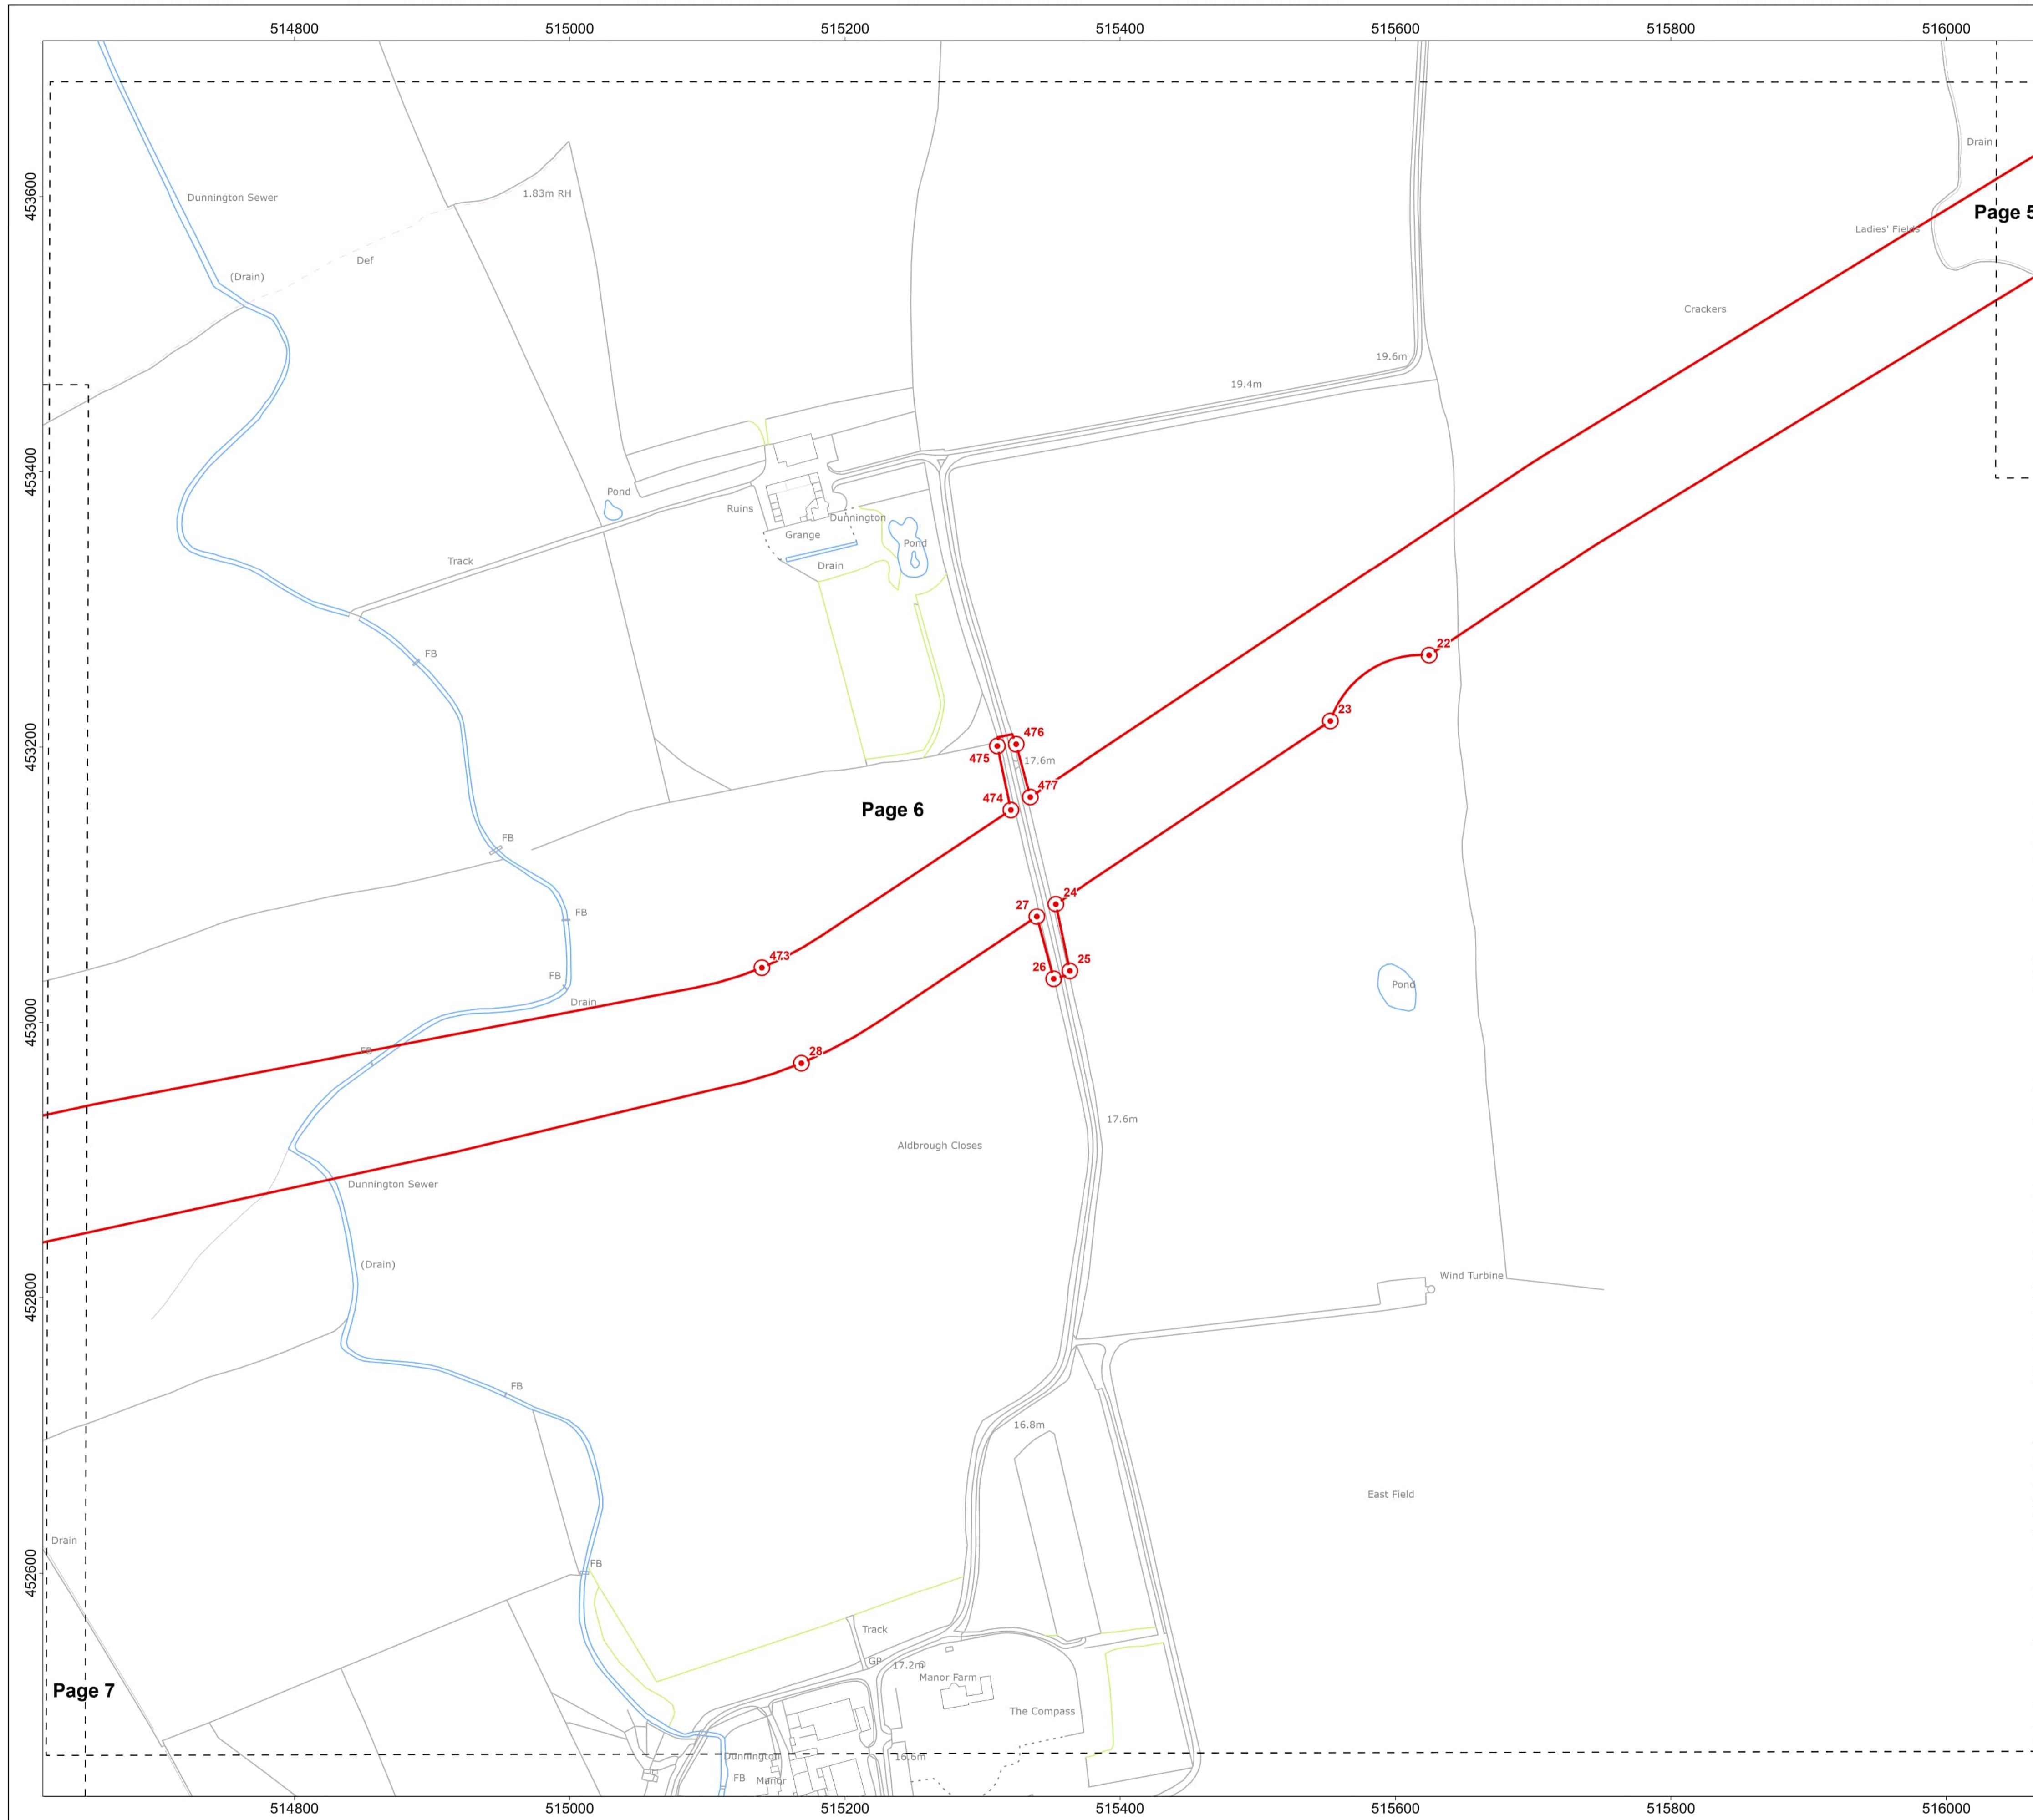 514800
515000
515200
515400
515600
515800
516000
453600
Drain
1.83m RH
Dunnington Sewer
Page 5
Ladies' Fields
Def
(Drain)
Crackers
19.6m
19.4m
453400
Pond
Ruins
Dunnington
Grange
Pond
Track
Drain
22
FB
23
453200
476
475
17.6m
477
474
Page 6
FB
24
27
FB
473
25
26
FB
Pond
Drain
453000
FB
28
17.6m
Aldbrough Closes
Dunnington Sewer
(Drain)
Wind Turbine
452800
FB
16.8m
East Field
Drain
FB
452600
Track
GP
17.2m
Manor Farm
Page 7
The Compass
Dunnington
16.6m
FB
Manor
514800
515000
515200
515400
515600
515800
516000